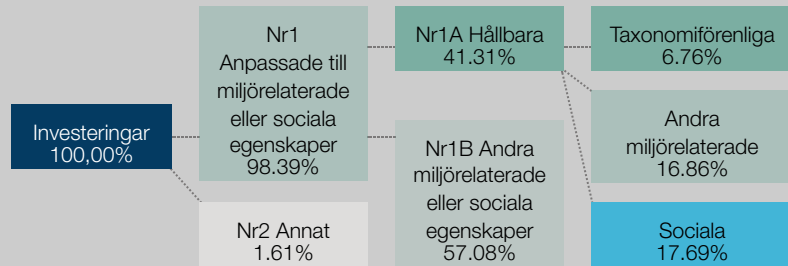 Investeringar
100,00%
Nr1
Anpassade till
miljörelaterade
eller sociala
egenskaper
98.39%
Nr2 Annat
1.61%
Nr1A Hållbara
41.31%
Nr1B Andra
miljörelaterade
eller sociala
egenskaper
57.08%
Taxonomiförenliga
6.76%
Andra
miljörelaterade
16.86%
Sociala
17.69%